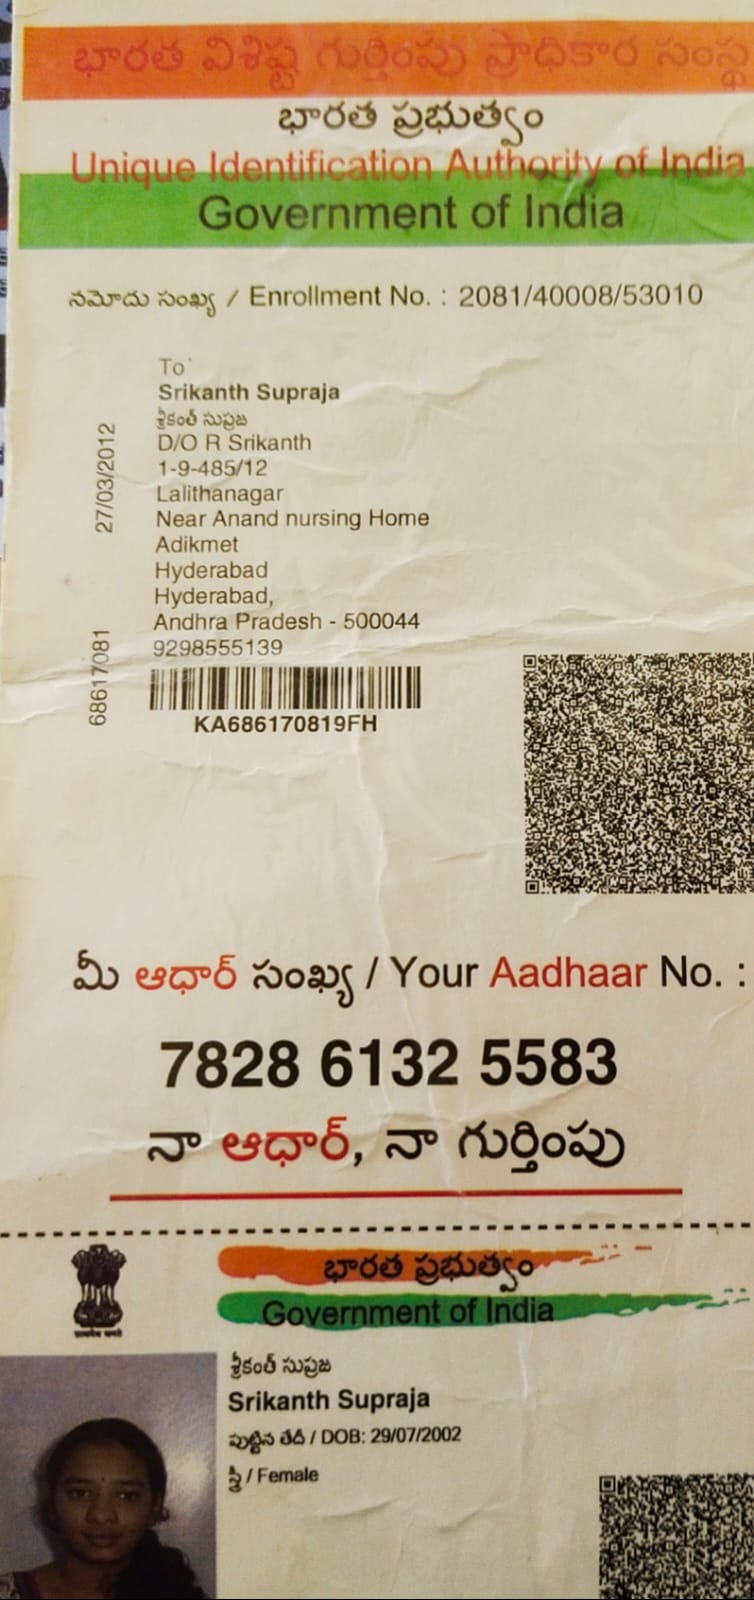 భారత విశిష్ట గుర్తింపు ప్రాధికార సంస్థ
భారత ప్రభుత్వం
Unique Identification Authority of India
Government of India
నమోదు సంఖ్య / Enrollment No. : 2081/40008/53010
To
Srikanth Supraja
శ్రీకంత్ సుప్రజ
D/O R Srikanth
1-9-485/12
Lalithanagar
Near Anand nursing Home
Adikmet
Hyderabad
Hyderabad,
Andhra Pradesh - 500044
9298555139
27/03/2012
68617081
KA686170819FH
మీ ఆధార్ సంఖ్య / Your Aadhaar No. :
7828 6132 5583
నా ఆధార్, నా గుర్తింపు
భారత ప్రభుత్వం
Government of India
శ్రీకంత్ సుప్రజ
Srikanth Supraja
పుట్టిన తేదీ / DOB: 29/07/2002
స్త్రీ / Female